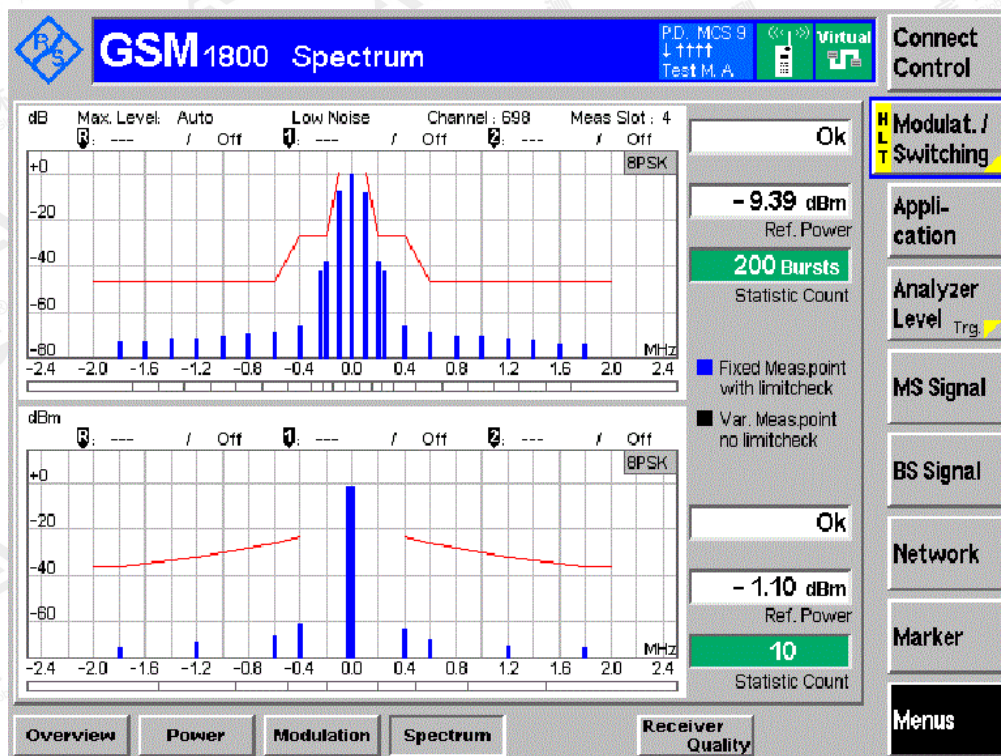 R&S
GSM 1800 Spectrum
P.D. MCS 9
↓ ↑↑↑↑
Test M. A.
Virtual
Connect
Control
dB Max. Level: Auto Low Noise Channel : 698 Meas Slot : 4
R: --- / Off 1: --- / Off 2: --- / Off
8PSK
+0
-20
-40
-60
-80
MHz
-2.4 -2.0 -1.6 -1.2 -0.8 -0.4 0.0 0.4 0.8 1.2 1.6 2.0 2.4
Ok
- 9.39 dBm
Ref. Power
200 Bursts
Statistic Count
Fixed Meas.point
with limitcheck
Var. Meas.point
no limitcheck
dBm
R: --- / Off 1: --- / Off 2: --- / Off
8PSK
+0
-20
-40
-60
MHz
-2.4 -2.0 -1.6 -1.2 -0.8 -0.4 0.0 0.4 0.8 1.2 1.6 2.0 2.4
Ok
- 1.10 dBm
Ref. Power
10
Statistic Count
HLT
Modulat. /
Switching
Appli-
cation
Analyzer
Level Trg.
MS Signal
BS Signal
Network
Marker
Menus
Overview
Power
Modulation
Spectrum
Receiver
Quality